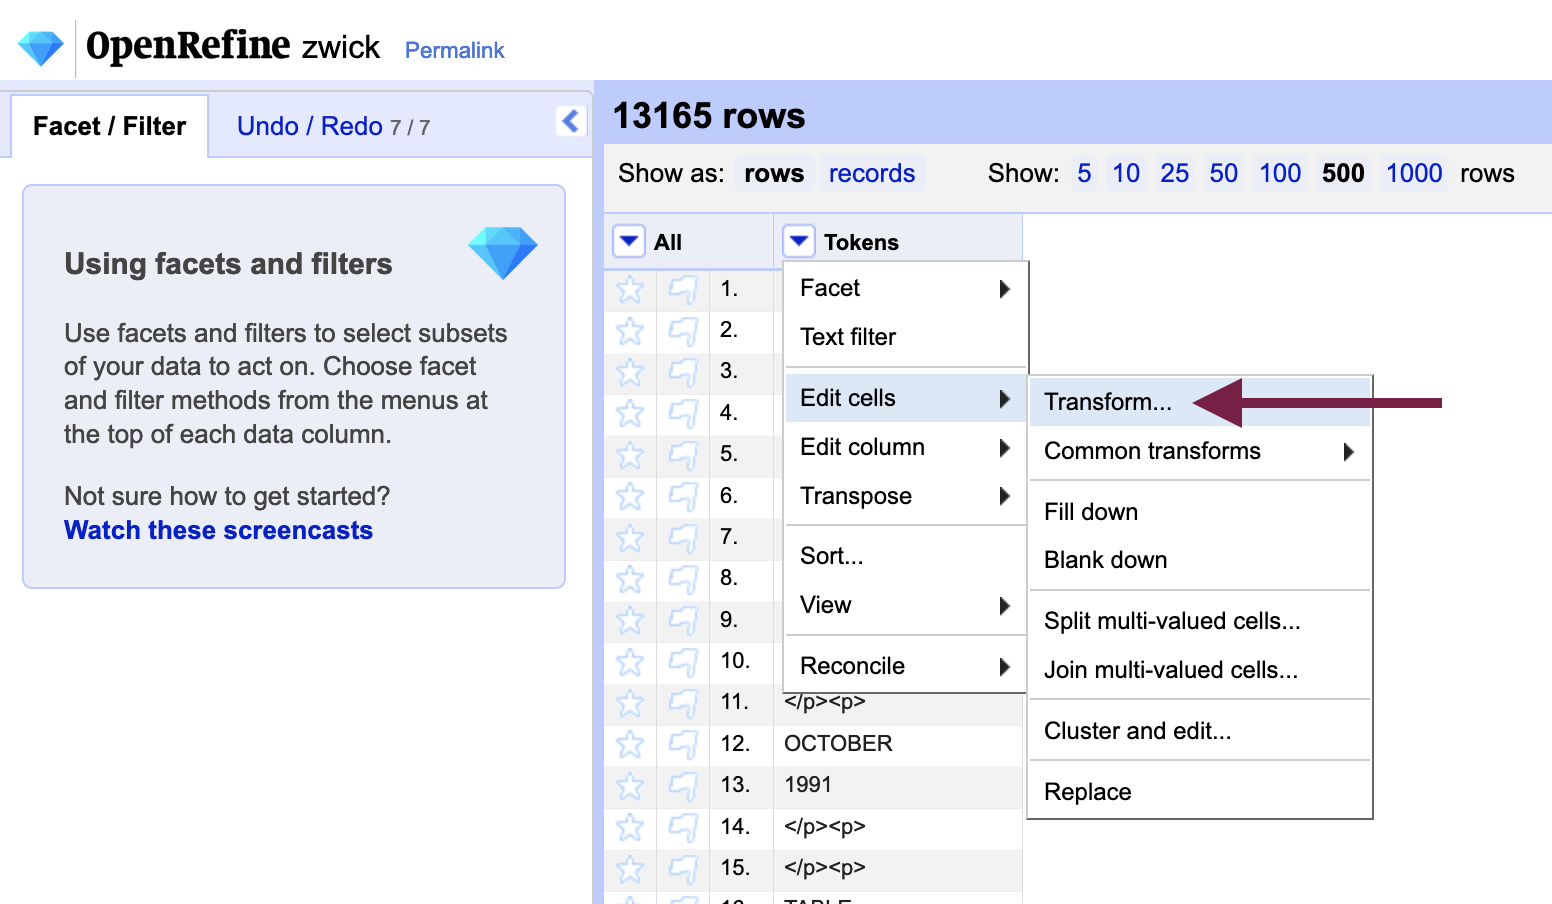 OpenRefine zwick Permalink
Facet / Filter
Undo / Redo 7 / 7
Using facets and filters
Use facets and filters to select subsets
of your data to act on. Choose facet
and filter methods from the menus at
the top of each data column.
Not sure how to get started?
Watch these screencasts
13165 rows
Show as: rows records Show: 5 10 25 50 100 500 1000 rows
All Tokens
1.
2.
3.
4.
5.
6.
7.
8.
9.
10.
11. </p><p>
12. OCTOBER
13. 1991
14. </p><p>
15. </p><p>
16. TABLE
Facet
Text filter
Edit cells
Edit column
Transpose
Sort...
View
Reconcile
Transform...
Common transforms
Fill down
Blank down
Split multi-valued cells...
Join multi-valued cells...
Cluster and edit...
Replace